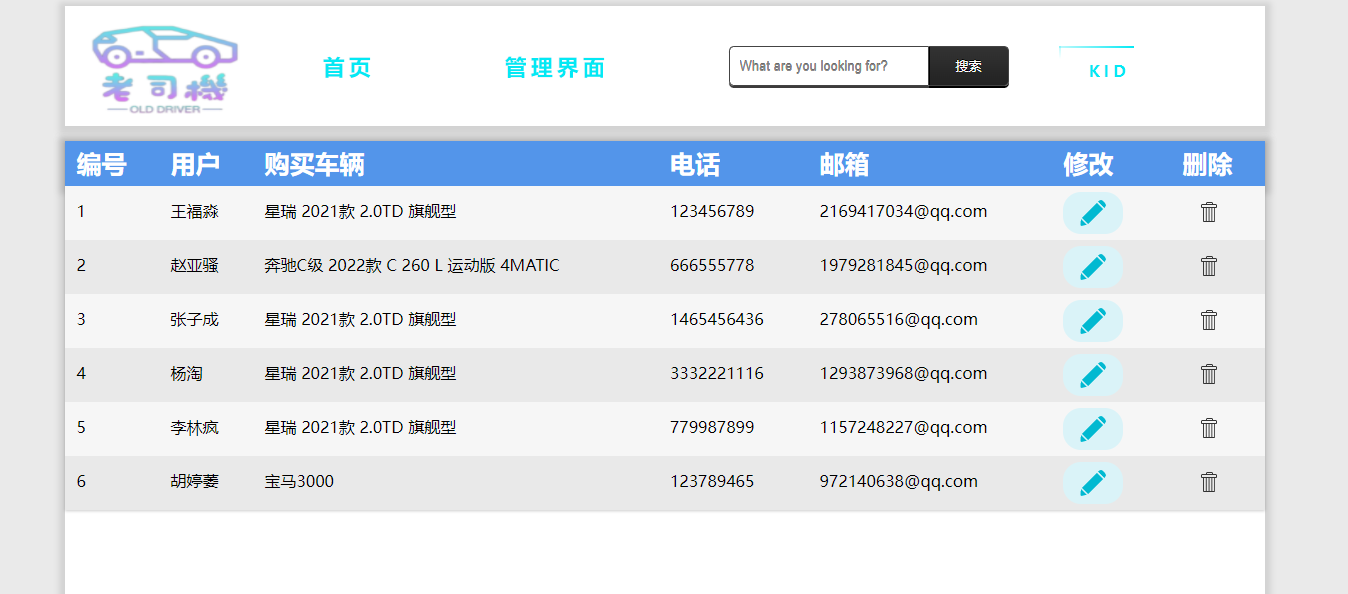 老司機
OLD DRIVER
首页 管理界面 What are you looking for? 搜索 KID
编号 用户 购买车辆 电话 邮箱 修改 删除
1 王福淼 星瑞 2021款 2.0TD 旗舰型 123456789 2169417034@qq.com
2 赵亚骚 奔驰C级 2022款 C 260 L 运动版 4MATIC 666555778 1979281845@qq.com
3 张子成 星瑞 2021款 2.0TD 旗舰型 1465456436 278065516@qq.com
4 杨淘 星瑞 2021款 2.0TD 旗舰型 3332221116 1293873968@qq.com
5 李林疯 星瑞 2021款 2.0TD 旗舰型 779987899 1157248227@qq.com
6 胡婷萎 宝马3000 123789465 972140638@qq.com